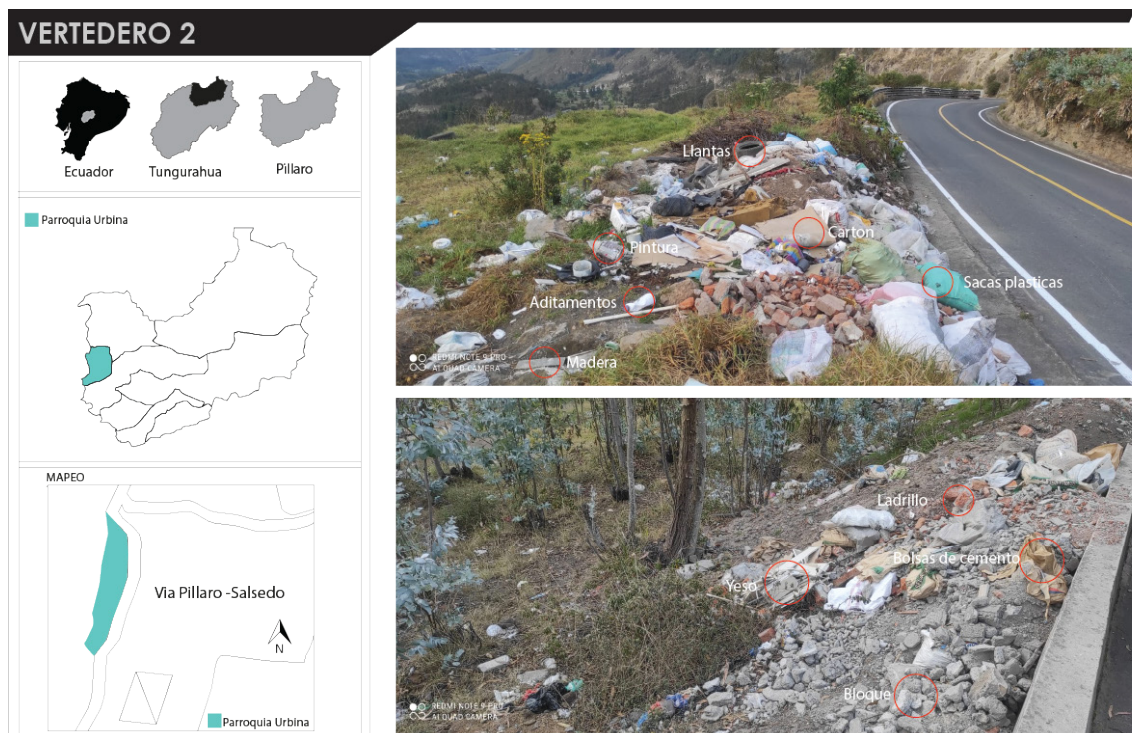 VERTEDERO 2
Ecuador
Tungurahua
Pillaro
Parroquia Urbina
MAPEO
Via Pillaro -Salsedo
N
Parroquia Urbina
Llantas
Carton
Pintura
Sacas plasticas
Aditamentos
Madera
REDMI NOTE 9 PRO
AI QUAD CAMERA
Ladrillo
Bolsas de cemento
Yeso
Bloque
REDMI NOTE 9 PRO
AI QUAD CAMERA